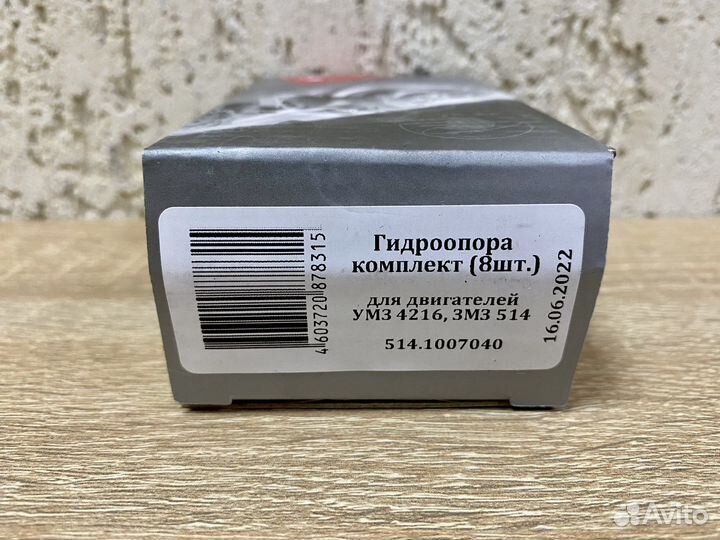 Гидроопора
комплект (8шт.)
для двигателей
УМЗ 4216, ЗМЗ 514
514.1007040
16.06.2022
4603720878315
Avito